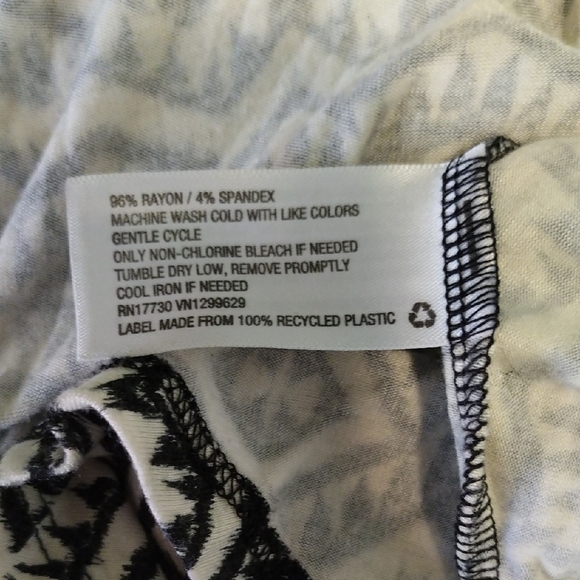 96% RAYON / 4% SPANDEX
MACHINE WASH COLD WITH LIKE COLORS
GENTLE CYCLE
ONLY NON-CHLORINE BLEACH IF NEEDED
TUMBLE DRY LOW, REMOVE PROMPTLY
COOL IRON IF NEEDED
RN17730 VN1299629
LABEL MADE FROM 100% RECYCLED PLASTIC